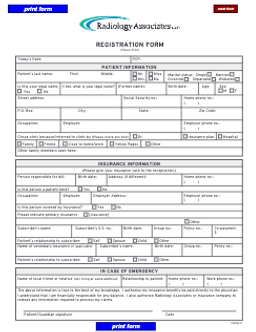 print form
Radiology Associates, LLP
REGISTRATION FORM
(Please Print)
Today's Date: PCP:
PATIENT INFORMATION
Patient's last name: First: Middle: Mr. Mrs. Miss Ms. Marital status: Single Married Divorced Separated Widowed
Is this your legal name? If not, what is your legal name? (Former name): Birth date: Age: Sex:
Yes No M F
Street address: Social Security no.: Home phone no.:
( )
P.O. Box: City: State: Zip Code:
Occupation: Employer: Employer phone no.:
( )
Dr. Insurance plan Hospital
Family Friend Close to home/work Yellow Pages Other
Other family members seen here:
INSURANCE INFORMATION
(Please give your insurance card to the receptionist.)
Person responsible for bill: Birth date: Address (if different): Home phone no.:
( )
Is this person a patient here? Yes No
Occupation: Employer: Employer address: Employer phone no.:
( )
Is this patient covered by insurance? Yes No
Please indicate primary insurance [Insurance]
Other
Subscriber's name: Subscriber's S.S. no.: Birth date: Group no.: Policy no.: Co-payment:
$
Patient's relationship to subscriber: Self Spouse Child Other
Name of secondary insurance (if applicable): Subscriber's name: Group no.: Policy no.:
Patient's relationship to subscriber: Self Spouse Child Other
IN CASE OF EMERGENCY
Name of local friend or relative (not living at same address): Relationship to patient: Home phone no.: Work phone no.:
( ) ( )
The above information is true to the best of my knowledge. I authorize my insurance benefits be paid directly to the physician.
I understand that I am financially responsible for any balance. I also authorize Radiology Associates or insurance company to
release any information required to process my claims.
Patient/Guardian signature Date
print form